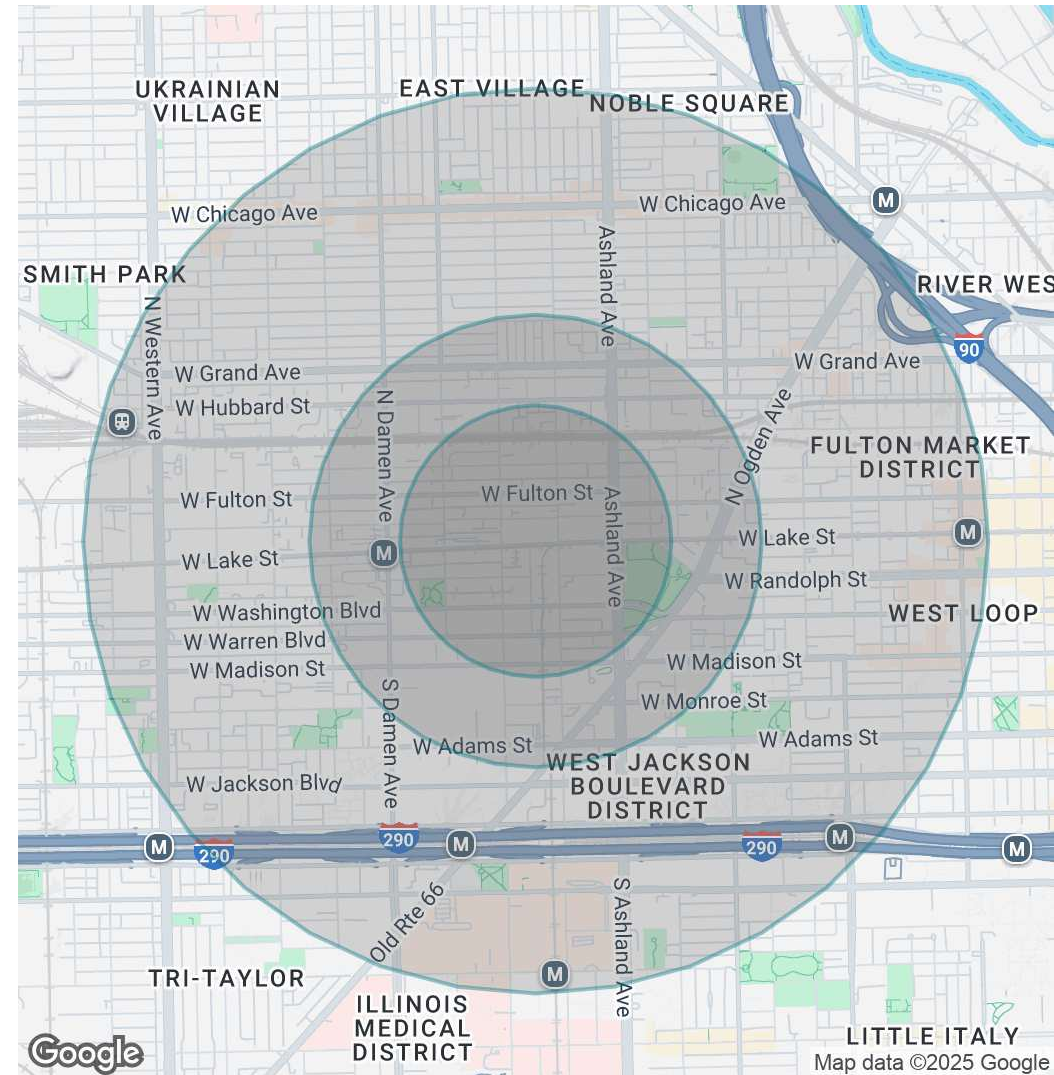 UKRAINIAN
VILLAGE
EAST VILLAGE
NOBLE SQUARE
W Chicago Ave
W Chicago Ave
M
Ashland Ave
SMITH PARK
RIVER WES
N Western Ave
90
W Grand Ave
W Grand Ave
W Hubbard St
N Damen Ave
N Ogden Ave
FULTON MARKET
DISTRICT
W Fulton St
W Fulton St
Ashland Ave
M
W Lake St
M
W Lake St
W Randolph St
W Washington Blvd
WEST LOOP
W Warren Blvd
W Madison St
W Madison St
S Damen Ave
W Monroe St
W Adams St
W Adams St
WEST JACKSON
BOULEVARD
DISTRICT
W Jackson Blvd
M
290
290
M
290
M
M
Old Rte 66
S Ashland Ave
M
TRI-TAYLOR
ILLINOIS
MEDICAL
DISTRICT
LITTLE ITALY
Google
Map data ©2025 Google